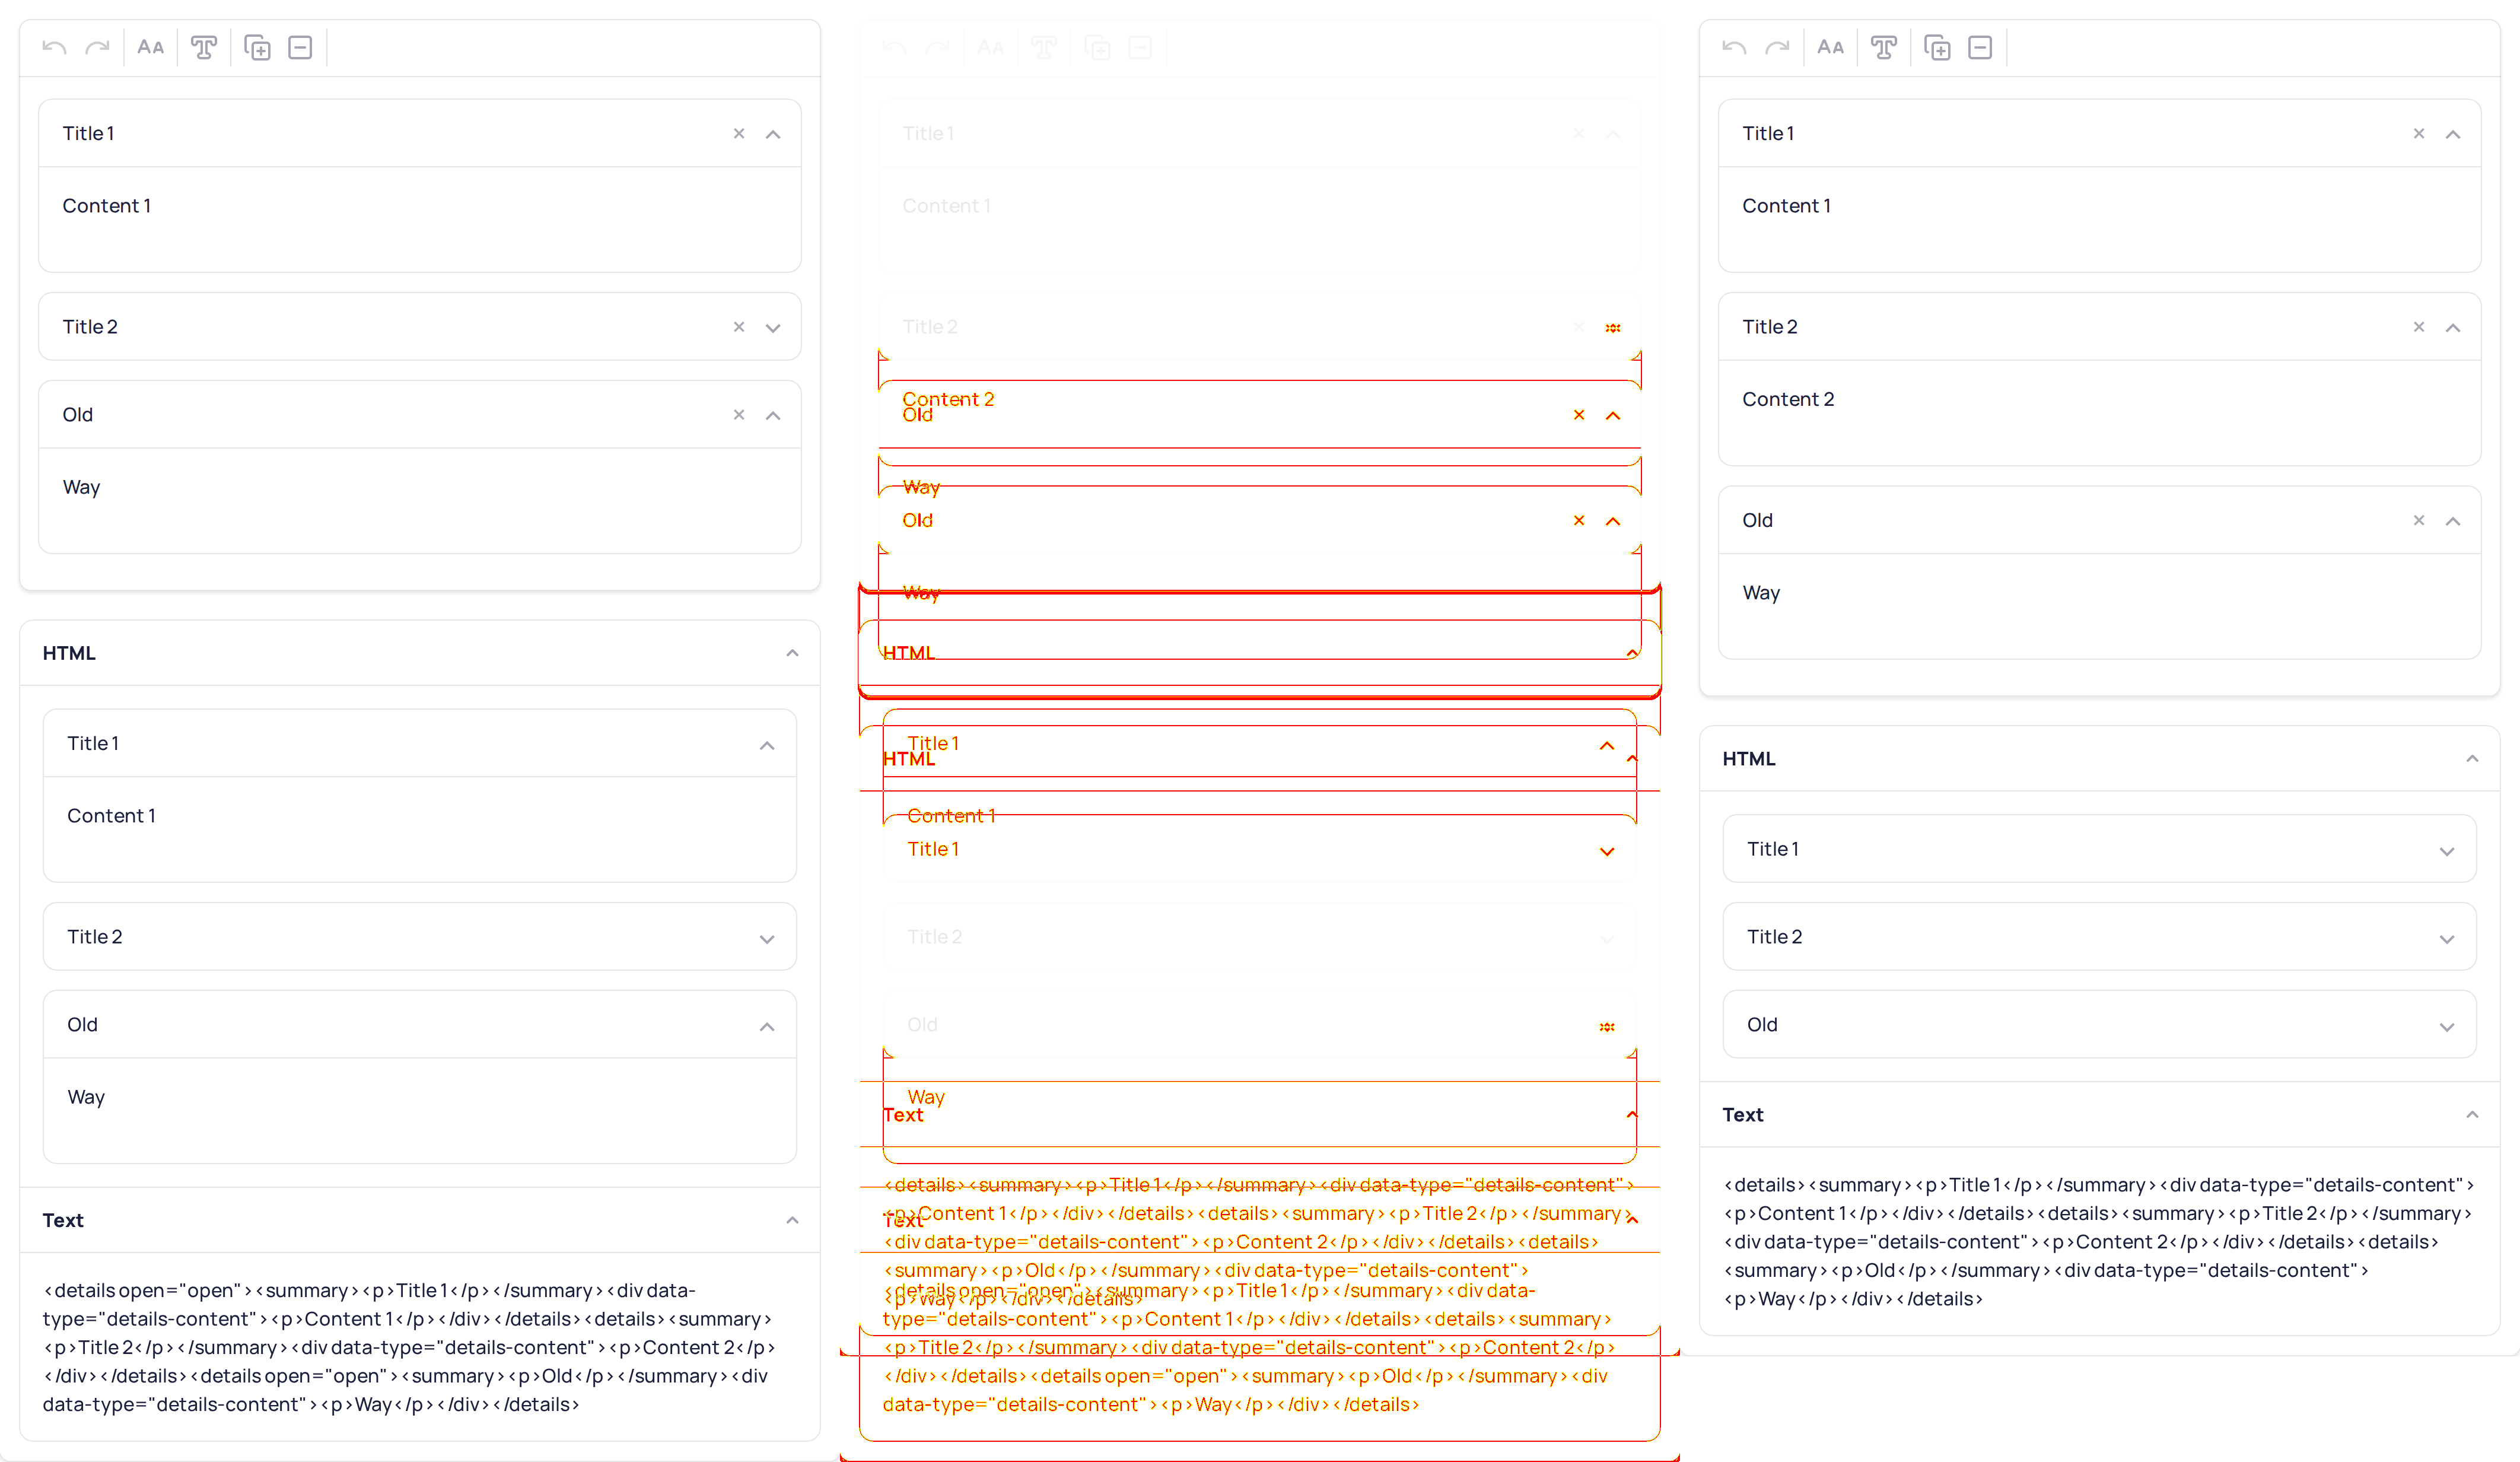 AA
Title 1
Content 1
Title 2
Old
Way
HTML
Title 1
Content 1
Title 2
Old
Way
Text
<details open="open"><summary><p>Title 1</p></summary><div data-
type="details-content"><p>Content 1</p></div></details><details><summary>
<p>Title 2</p></summary><div data-type="details-content"><p>Content 2</p>
</div></details><details open="open"><summary><p>Old</p></summary><div
data-type="details-content"><p>Way</p></div></details>
AA
Title 1
Content 1
Title 2
Content 2
Old
Way
Old
Way
HTML
Title 1
HTML
Content 1
Title 1
Title 2
Old
Way
Text
<details><summary><p>Title 1</p></summary><div data-type="details-content">
<p>Content 1</p></div></details><details><summary><p>Title 2</p></summary>
Text
<div data-type="details-content"><p>Content 2</p></div></details><details>
<summary><p>Old</p></summary><div data-type="details-content">
<details open="open"><summary><p>Title 1</p></summary><div data-
<p>Way</p></div></details>
type="details-content"><p>Content 1</p></div></details><details><summary>
<p>Title 2</p></summary><div data-type="details-content"><p>Content 2</p>
</div></details><details open="open"><summary><p>Old</p></summary><div
data-type="details-content"><p>Way</p></div></details>
AA
Title 1
Content 1
Title 2
Content 2
Old
Way
HTML
Title 1
Title 2
Old
Text
<details><summary><p>Title 1</p></summary><div data-type="details-content">
<p>Content 1</p></div></details><details><summary><p>Title 2</p></summary>
<div data-type="details-content"><p>Content 2</p></div></details><details>
<summary><p>Old</p></summary><div data-type="details-content">
<p>Way</p></div></details>